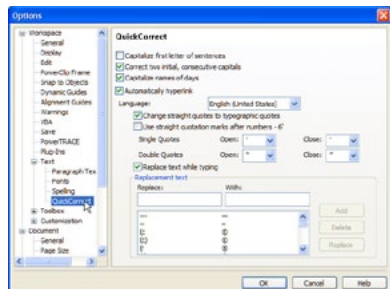 Options
Workspace
General
Display
Edit
PowerClip Frame
Snap to Objects
Dynamic Guides
Alignment Guides
Warnings
VBA
Save
PowerTRACE
Plug-Ins
Text
Paragraph Tex
Fonts
Spelling
QuickCorrect
Toolbox
Customization
Document
General
Page Size
QuickCorrect
Capitalize first letter of sentences
Correct two initial, consecutive capitals
Capitalize names of days
Automatically hyperlink
Language: English (United States)
Change straight quotes to typographic quotes
Use straight quotation marks after numbers - 6"
Single Quotes Open: ' Close: '
Double Quotes Open: " Close: "
Replace text while typing
Replacement text
Replace: With:
Add
Delete
Replace
OK Cancel Help